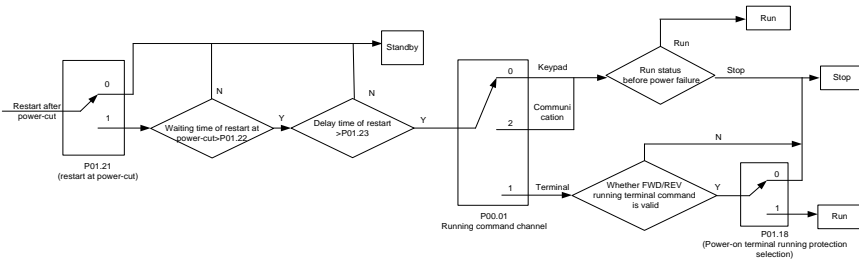 Restart after
power-cut
0
1
P01.21
(restart at power-cut)
N
Waiting time of restart at
power-cut>P01.22
Y
N
Delay time of restart
>P01.23
Y
Standby
0
2
1
P00.01
Running command channel
Keypad
Communi
cation
Terminal
Run status
before power failure
Run
Run
Stop
Stop
N
Whether FWD/REV
running terminal command
is valid
Y
0
1
P01.18
(Power-on terminal running protection
selection)
Run